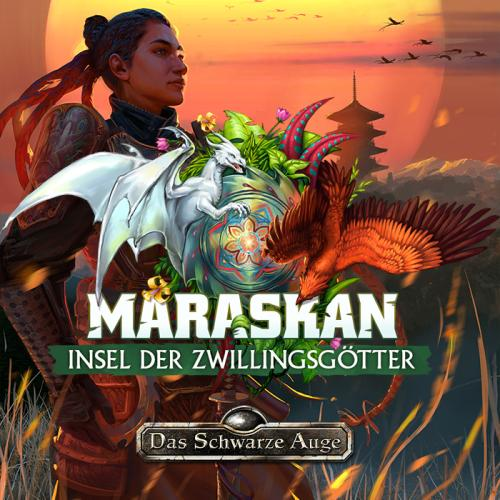 MARASKAN
INSEL DER ZWILLINGSGÖTTER
Das Schwarze Auge